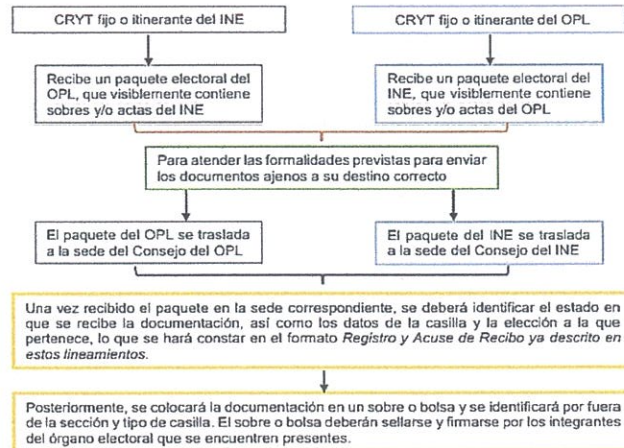 CRYT fijo o itinerante del INE
CRYT fijo o itinerante del OPL
Recibe un paquete electoral del
OPL, que visiblemente contiene
sobres y/o actas del INE
Recibe un paquete electoral del
INE, que visiblemente contiene
sobres y/o actas del OPL
Para atender las formalidades previstas para enviar
los documentos ajenos a su destino correcto
El paquete del OPL se traslada
a la sede del Consejo del OPL
El paquete del INE se traslada
a la sede del Consejo del INE
Una vez recibido el paquete en la sede correspondiente, se deberá identificar el estado en
que se recibe la documentación, así como los datos de la casilla y la elección a la que
pertenece, lo que se hará constar en el formato Registro y Acuse de Recibo ya descrito en
estos lineamientos.
Posteriormente, se colocará la documentación en un sobre o bolsa y se identificará por fuera
de la sección y tipo de casilla. El sobre o bolsa deberán sellarse y firmarse por los integrantes
del órgano electoral que se encuentren presentes.